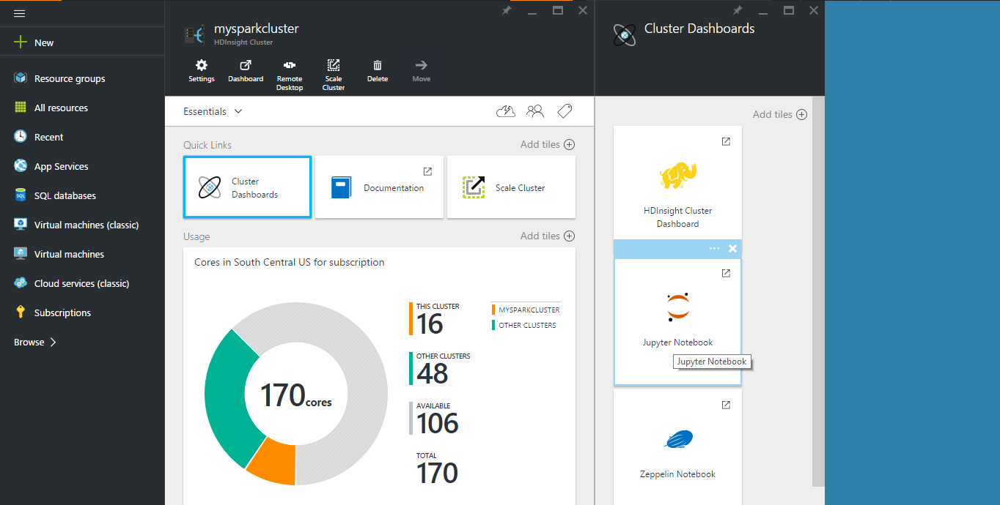 New
Resource groups
All resources
Recent
App Services
SQL
SQL databases
Virtual machines (classic)
Virtual machines
Cloud services (classic)
Subscriptions
Browse
mysparkcluster
HDInsight Cluster
Settings
Dashboard
Remote
Desktop
Scale
Cluster
Delete
Move
Essentials
Quick Links
Add tiles
Cluster
Dashboards
Documentation
Scale Cluster
Usage
Add tiles
Cores in South Central US for subscription
170cores
THIS CLUSTER
16
OTHER CLUSTERS
48
AVAILABLE
106
TOTAL
170
MYSPARKCLUSTER
OTHER CLUSTERS
Cluster Dashboards
Add tiles
HDInsight Cluster
Dashboard
Jupyter Notebook
Jupyter Notebook
Zeppelin Notebook